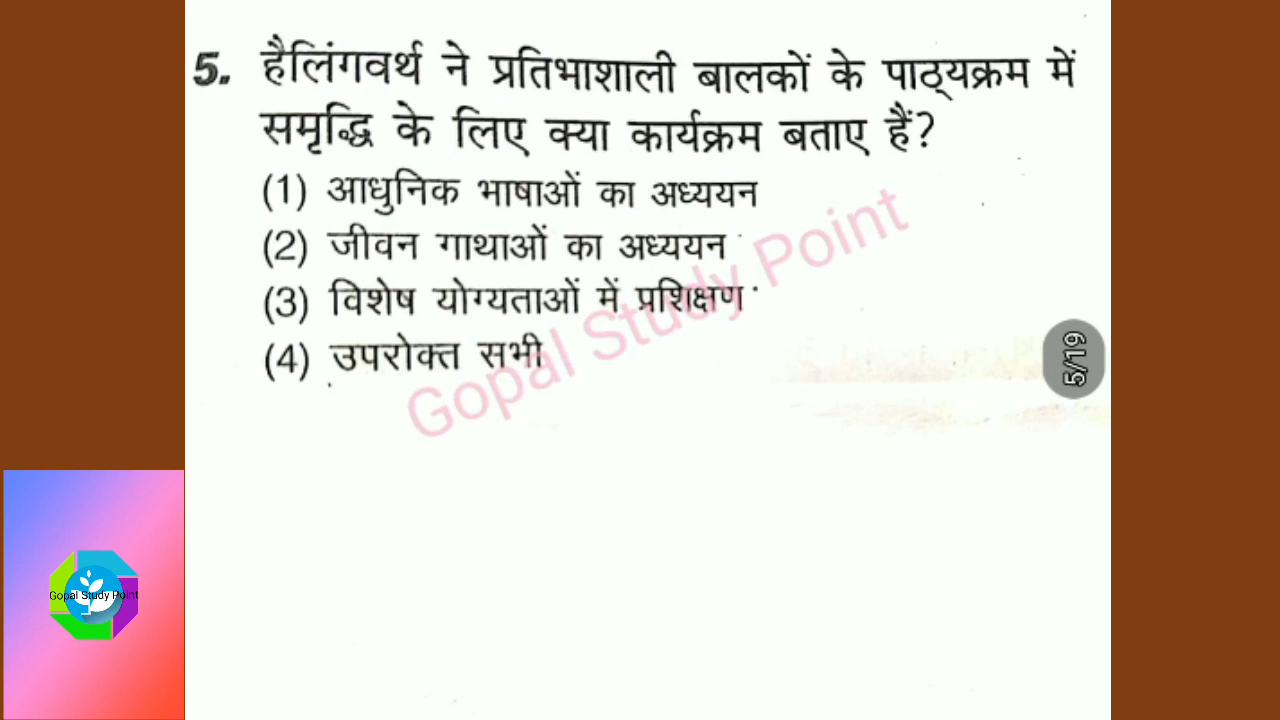 5. हैलिंगवर्थ ने प्रतिभाशाली बालकों के पाठ्यक्रम में
समृद्धि के लिए क्या कार्यक्रम बताए हैं?
(1) आधुनिक भाषाओं का अध्ययन
(2) जीवन गाथाओं का अध्ययन
(3) विशेष योग्यताओं में प्रशिक्षण
(4) उपरोक्त सभी
Gopal Study Point
5/19
Gopal Study Point